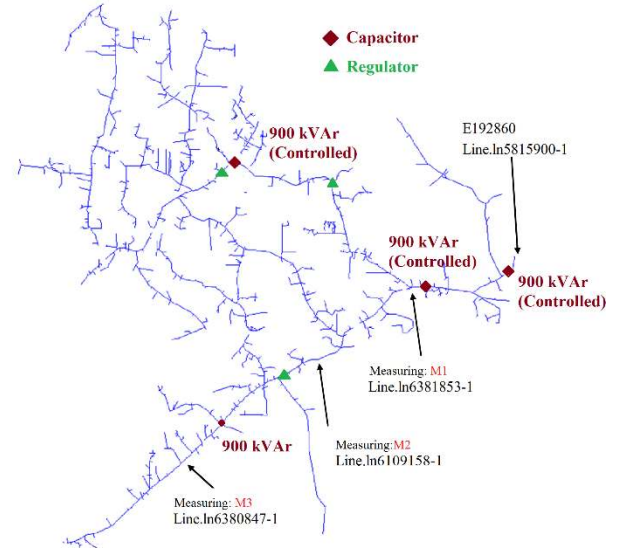 Capacitor
Regulator
900 kVAr
(Controlled)
E192860
Line.ln5815900-1
900 kVAr
(Controlled)
900 kVAr
(Controlled)
Measuring: M1
Line.ln6381853-1
Measuring: M2
Line.ln6109158-1
900 kVAr
Measuring: M3
Line.ln6380847-1